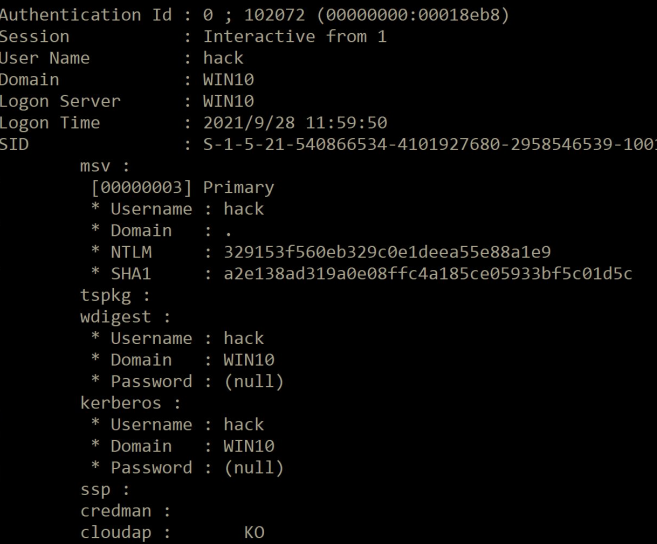 Authentication Id : 0 ; 102072 (00000000:00018eb8)
Session           : Interactive from 1
User Name         : hack
Domain            : WIN10
Logon Server      : WIN10
Logon Time        : 2021/9/28 11:59:50
SID               : S-1-5-21-540866534-4101927680-2958546539-1001
        msv :
         [00000003] Primary
         * Username : hack
         * Domain   : .
         * NTLM     : 329153f560eb329c0e1deea55e88a1e9
         * SHA1     : a2e138ad319a0e08ffc4a185ce05933bf5c01d5c
        tspkg :
        wdigest :
         * Username : hack
         * Domain   : WIN10
         * Password : (null)
        kerberos :
         * Username : hack
         * Domain   : WIN10
         * Password : (null)
        ssp :
        credman :
        cloudap :       KO